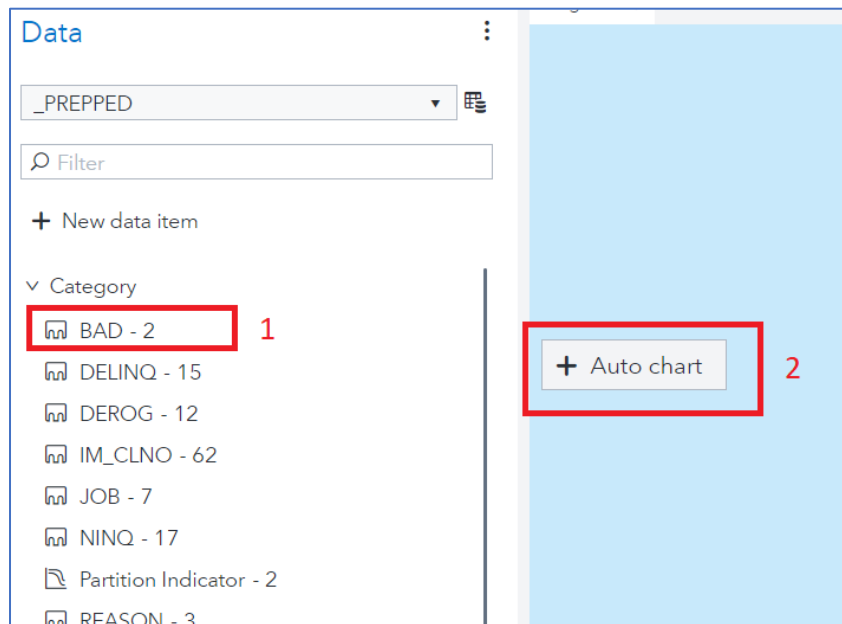 Data
_PREPPED
Filter
+ New data item
Category
BAD - 2
1
DELINQ - 15
DEROG - 12
IM_CLNO - 62
JOB - 7
NINQ - 17
Partition Indicator - 2
REASON - 3
+ Auto chart
2